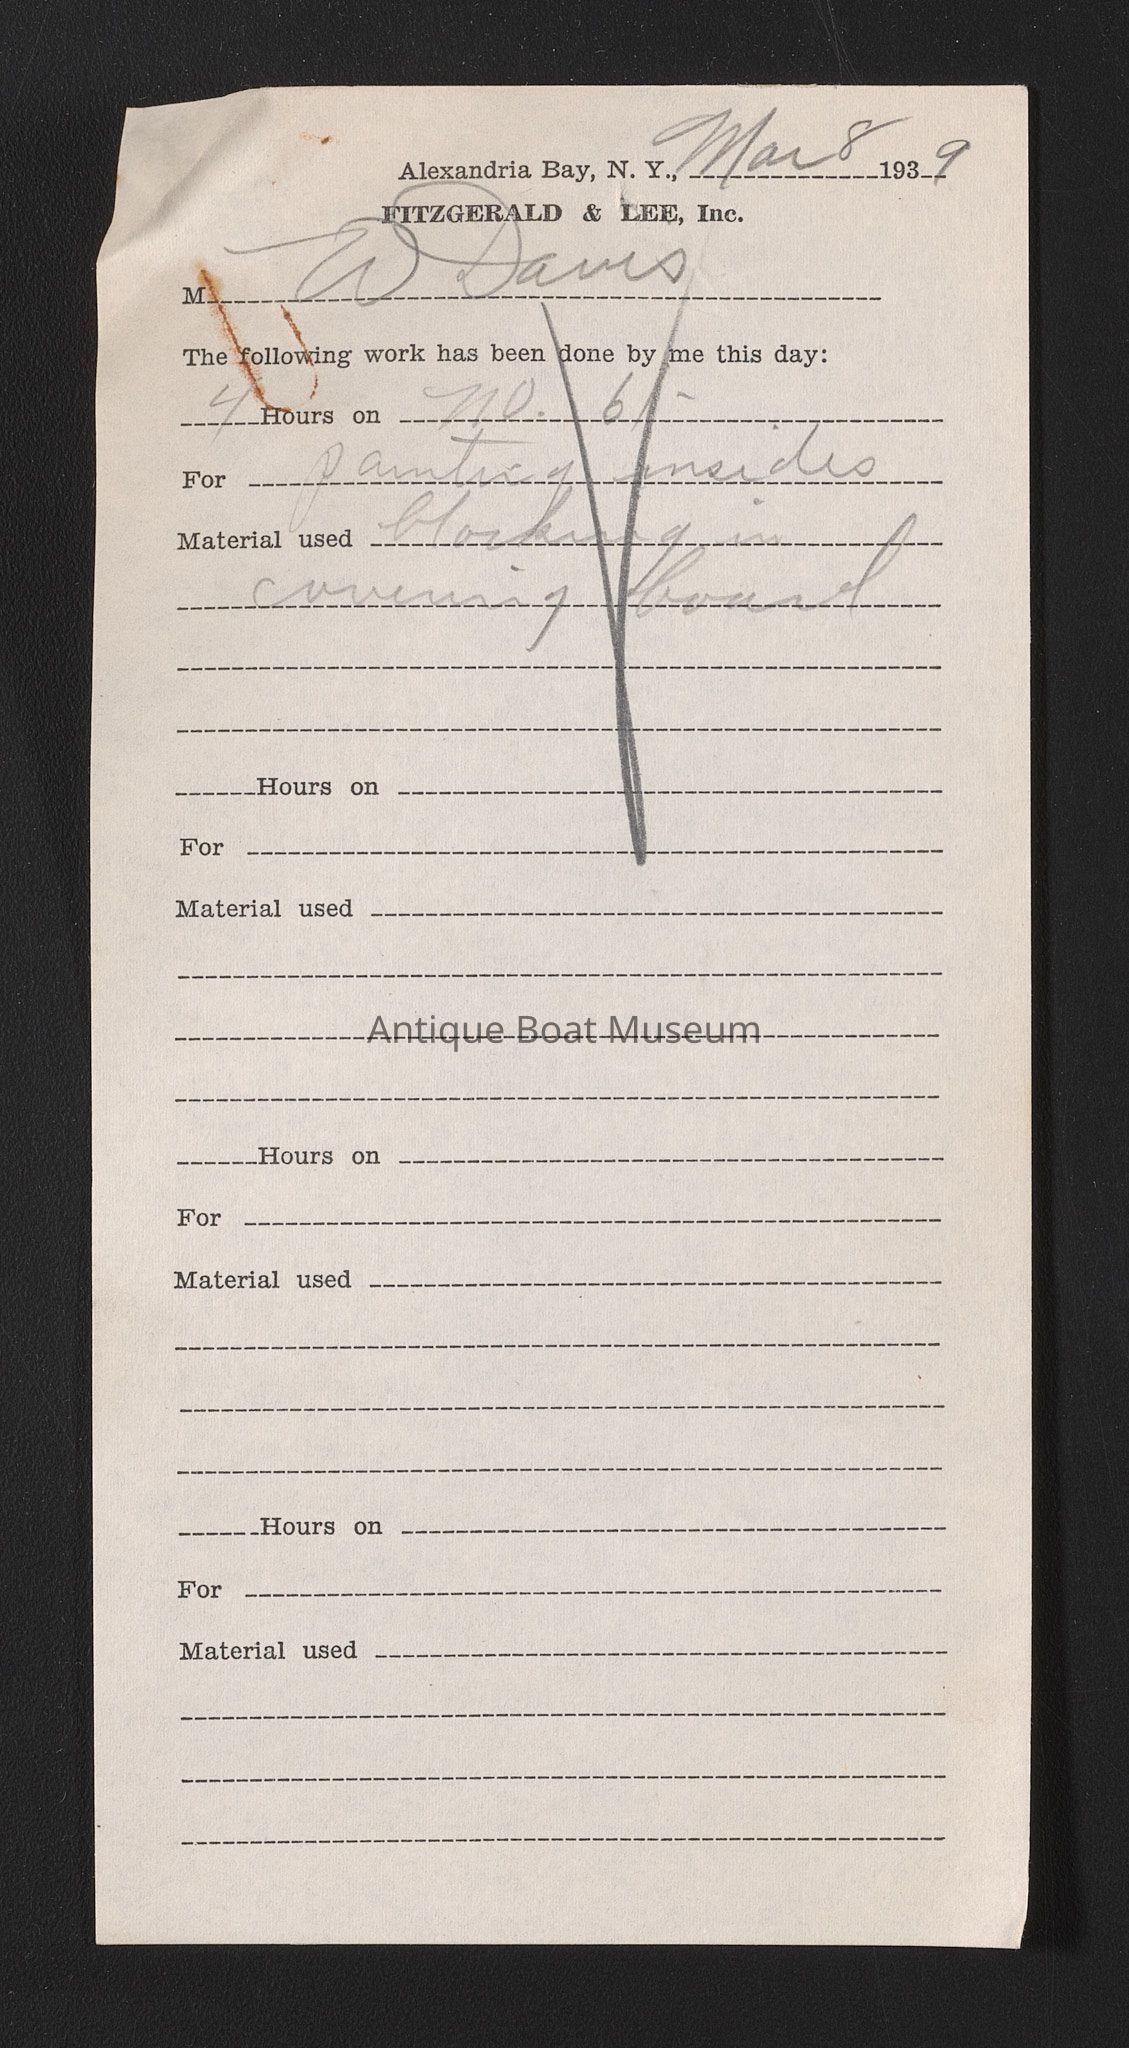 Alexandria Bay, N. Y., Mar 8 1939
FITZGERALD & LEE, Inc.
M W Davis
The following work has been done by me this day:
4 Hours on no. 61-
For painting insides
Material used blocking in
covering board
Hours on
For
Material used
Antique Boat Museum
Hours on
For
Material used
Hours on
For
Material used